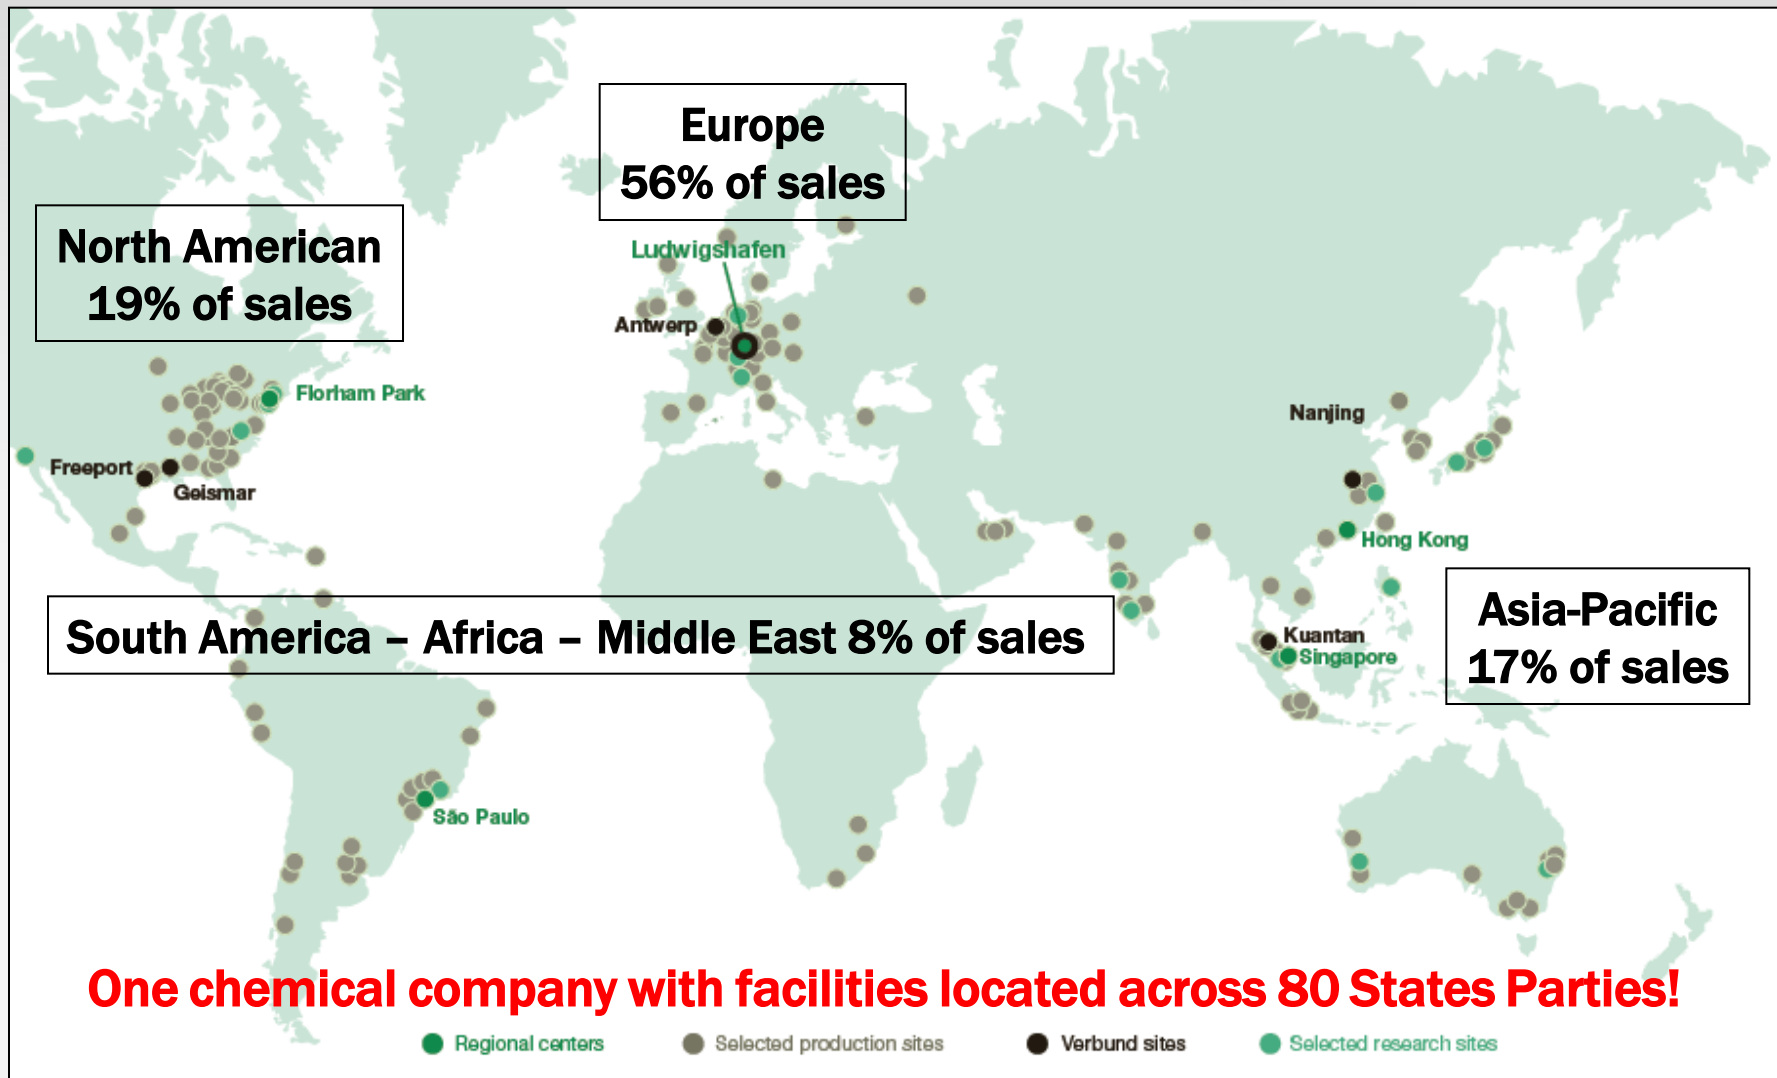 Europe
56% of sales
North American
19% of sales
Ludwigshafen
Antwerp
Florham Park
Freeport
Geismar
Nanjing
Hong Kong
Asia-Pacific
17% of sales
South America – Africa – Middle East 8% of sales
Kuantan
Singapore
São Paulo
One chemical company with facilities located across 80 States Parties!
Regional centers
Selected production sites
Verbund sites
Selected research sites